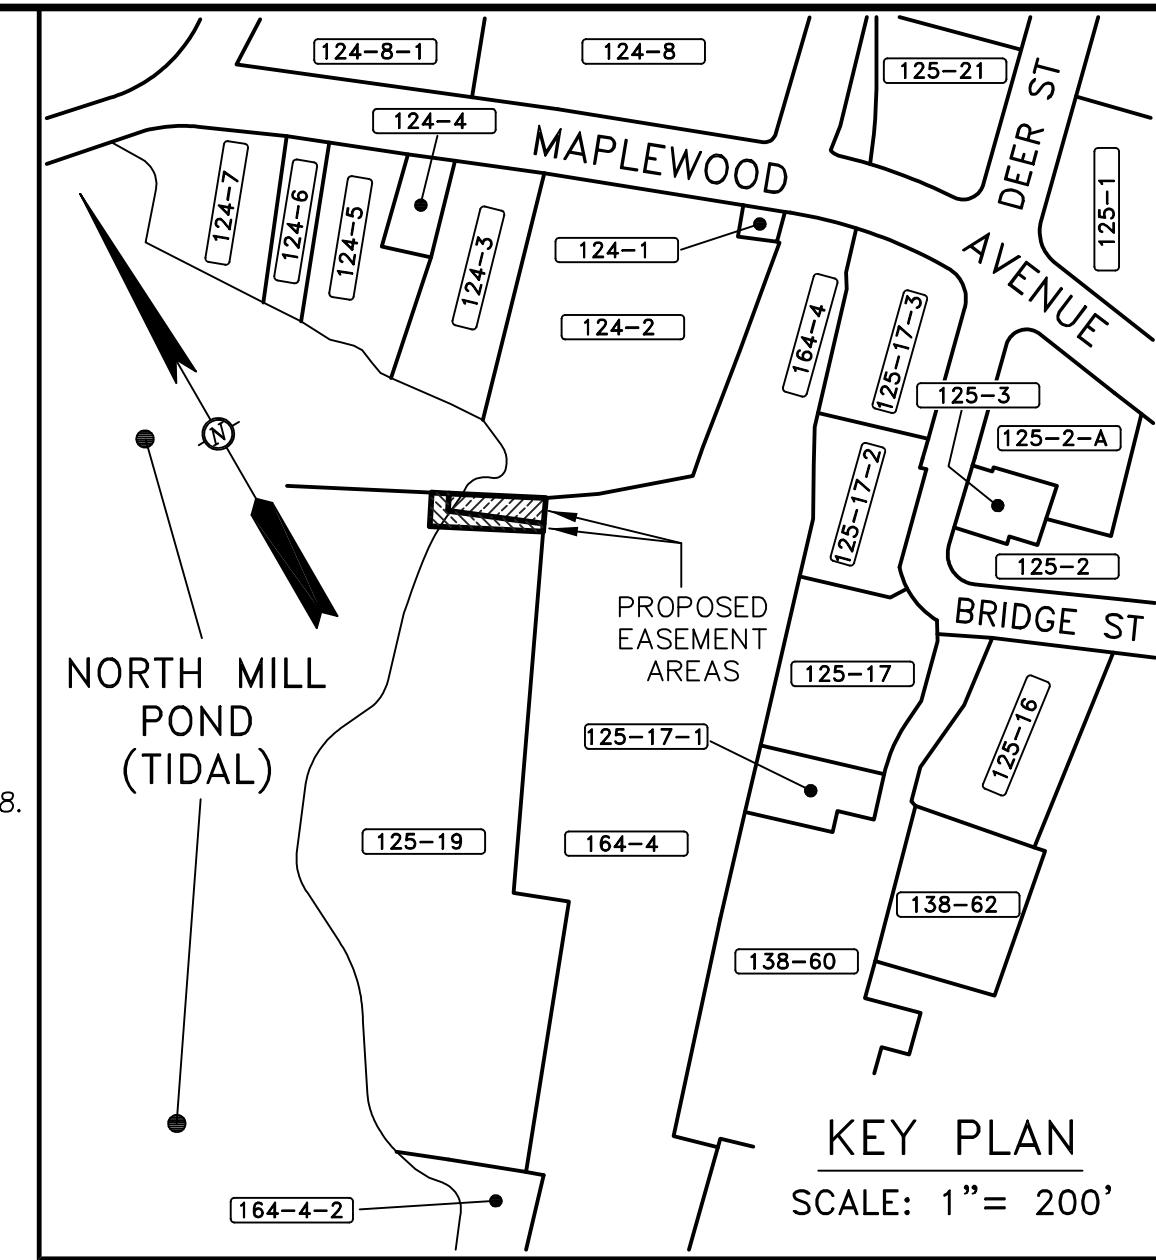 124-8-1
124-8
125-21
DEER ST
124-4
MAPLEWOOD
AVENUE
125-1
124-7
124-6
124-5
124-3
124-1
124-2
164-4
125-17-3
125-3
125-2-A
N
125-17-2
125-2
BRIDGE ST
PROPOSED
EASEMENT
AREAS
NORTH MILL
POND
(TIDAL)
125-17
125-17-1
125-16
8.
125-19
164-4
138-62
138-60
KEY PLAN
SCALE: 1"= 200'
164-4-2